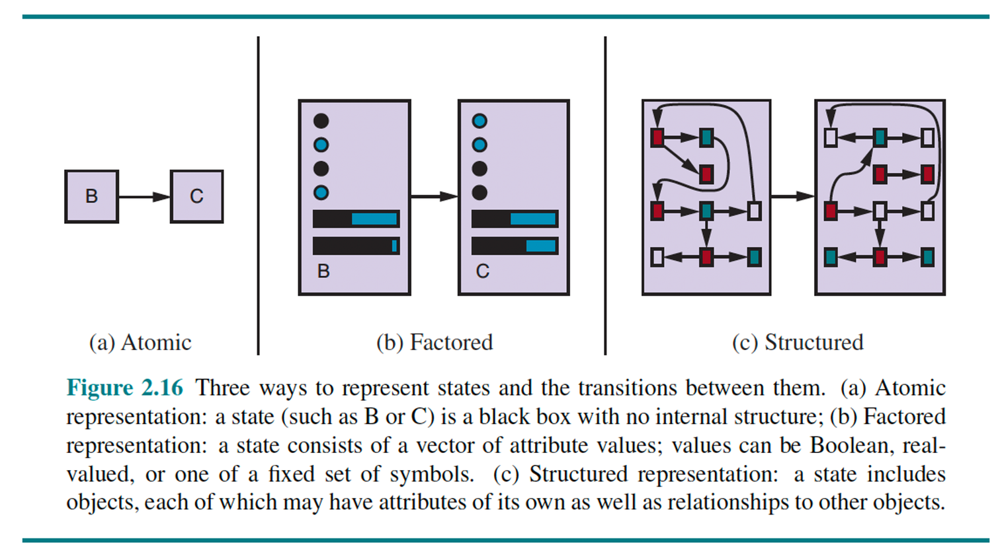 B
C
B
C
(a) Atomic
(b) Factored
(c) Structured
Figure 2.16 Three ways to represent states and the transitions between them. (a) Atomic
representation: a state (such as B or C) is a black box with no internal structure; (b) Factored
representation: a state consists of a vector of attribute values; values can be Boolean, real-
valued, or one of a fixed set of symbols. (c) Structured representation: a state includes
objects, each of which may have attributes of its own as well as relationships to other objects.